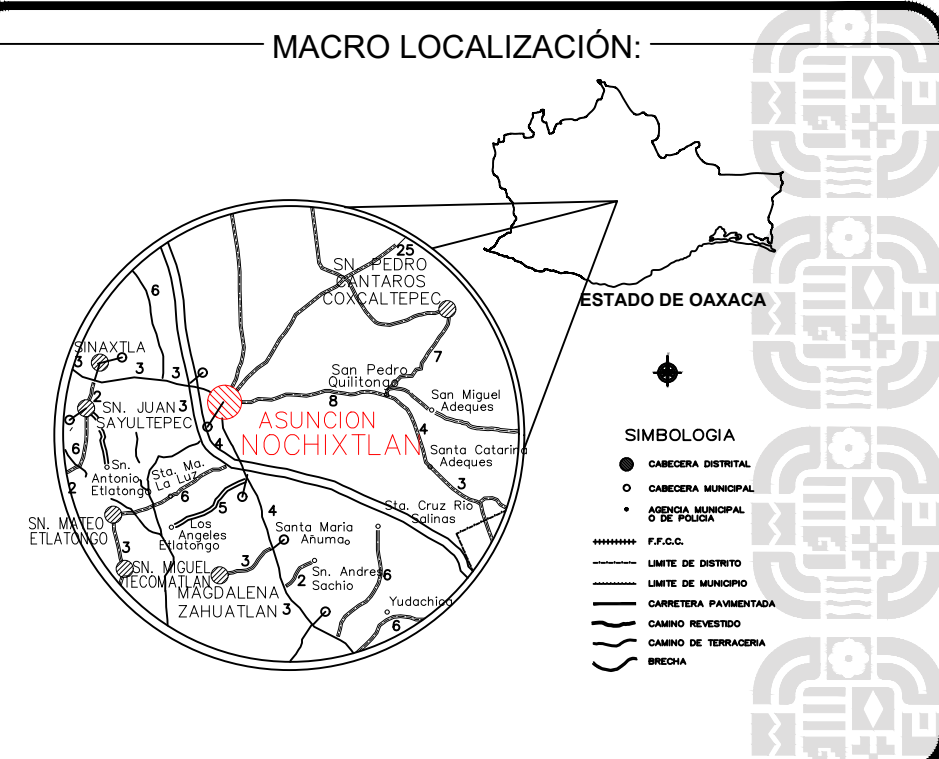 MACRO LOCALIZACIÓN:
ESTADO DE OAXACA
25
SN. PEDRO
CANTAROS
COXCALTEPEC
6
SINAXTLA
3
3
3
7
San Pedro
Quilitongo
8
San Miguel
Adeques
2
SN. JUAN
SAYULTEPEC
3
ASUNCION
NOCHIXTLAN
4
4
Santa Catarina
Adeques
6
2
Sn.
Antonio
Etlatongo
Sta. Ma.
La Luz
6
5
3
Sta. Cruz Rio
Salinas
SN. MATEO
ETLATONGO
Los
Angeles
Etlatongo
4
Santa Maria
Añuma
3
SN. MIGUEL
TECOMATLAN
3
MAGDALENA
ZAHUATLAN
2
Sn. Andres
Sachio
6
3
Yudachico
6
SIMBOLOGIA
CABECERA DISTRITAL
CABECERA MUNICIPAL
AGENCIA MUNICIPAL
O DE POLICIA
F.F.C.C.
LIMITE DE DISTRITO
LIMITE DE MUNICIPIO
CARRETERA PAVIMENTADA
CAMINO REVESTIDO
CAMINO DE TERRACERIA
BRECHA